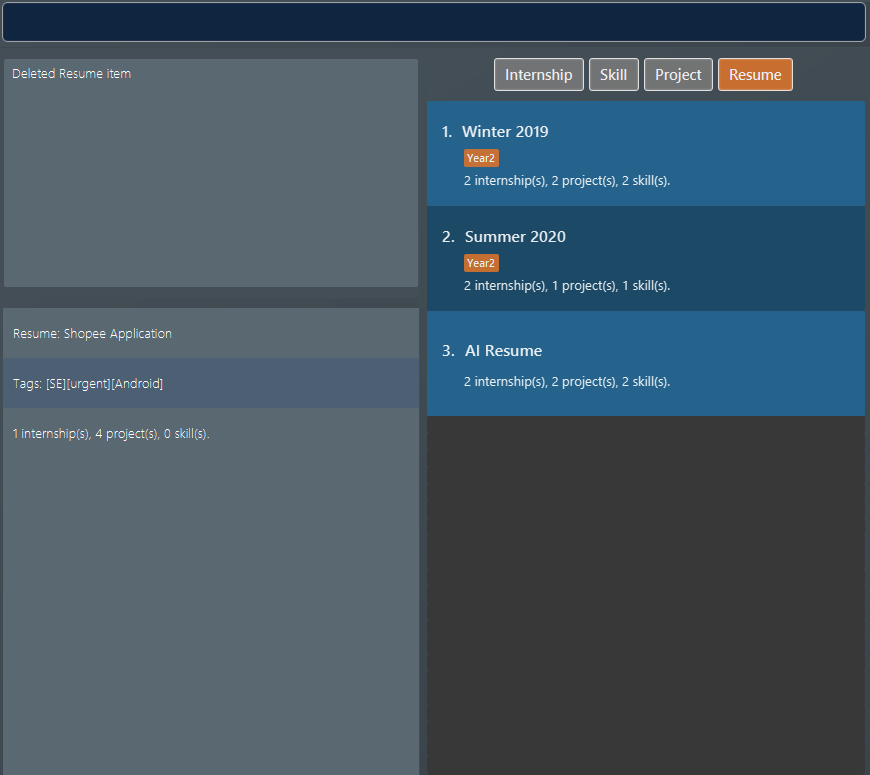 Deleted Resume item
Internship Skill Project Resume
1. Winter 2019
Year2
2 internship(s), 2 project(s), 2 skill(s).
2. Summer 2020
Year2
2 internship(s), 1 project(s), 1 skill(s).
3. AI Resume
2 internship(s), 2 project(s), 2 skill(s).
Resume: Shopee Application
Tags: [SE][urgent][Android]
1 internship(s), 4 project(s), 0 skill(s).